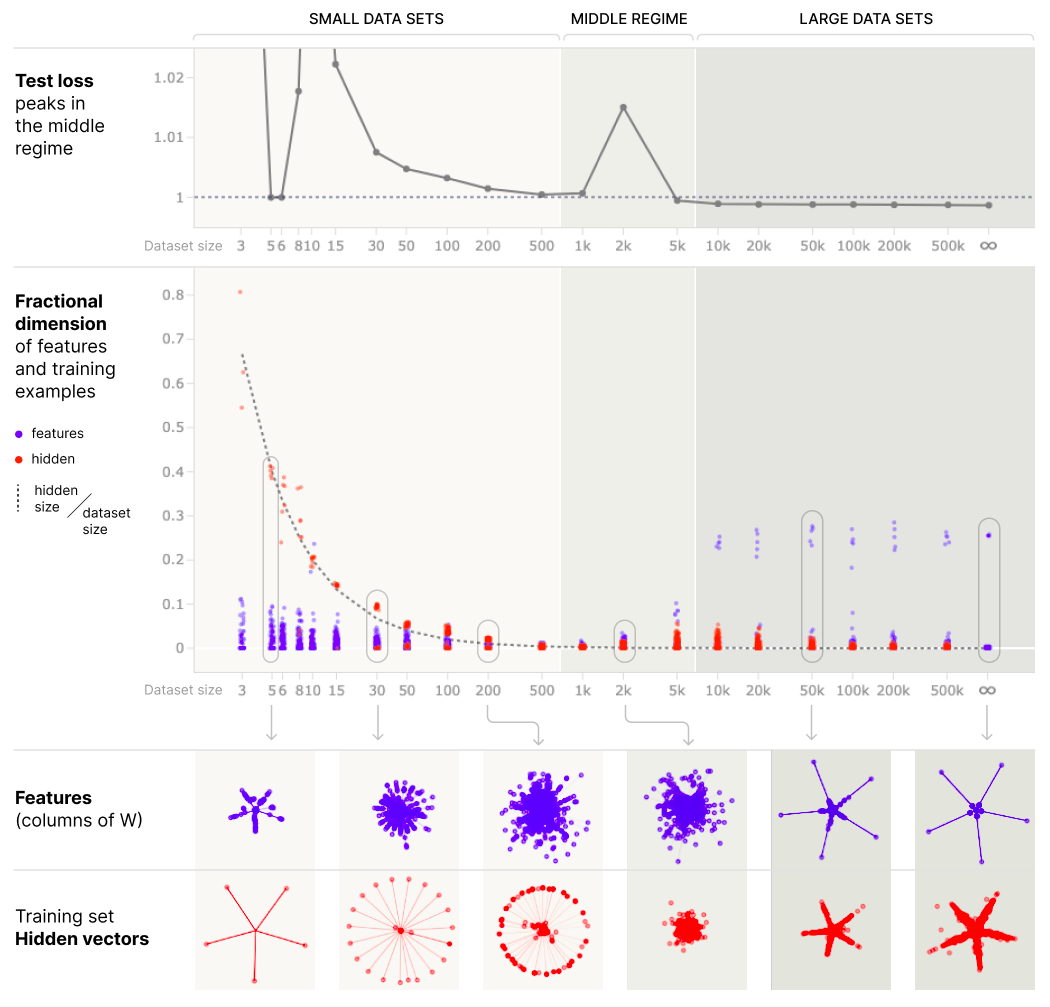 SMALL DATA SETS
MIDDLE REGIME
LARGE DATA SETS
Test loss
peaks in
the middle
regime
1.02
1.01
1
Dataset size 3 5 6 8 10 15 30 50 100 200 500 1k 2k 5k 10k 20k 50k 100k 200k 500k ∞
Fractional
dimension
of features
and training
examples
features
hidden
hidden
size
dataset
size
0.8
0.7
0.6
0.5
0.4
0.3
0.2
0.1
0
Dataset size 3 5 6 8 10 15 30 50 100 200 500 1k 2k 5k 10k 20k 50k 100k 200k 500k ∞
Features
(columns of W)
Training set
Hidden vectors